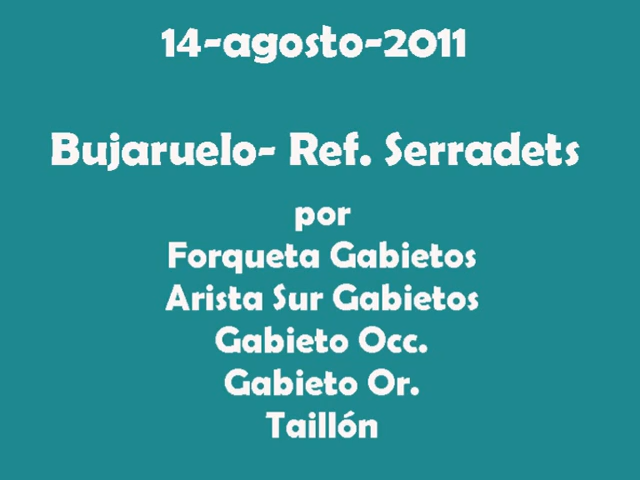 14-agosto-2011
Bujaruelo- Ref. Serradets
por
Forqueta Gabietos
Arista Sur Gabietos
Gabieto Occ.
Gabieto Or.
Taillón